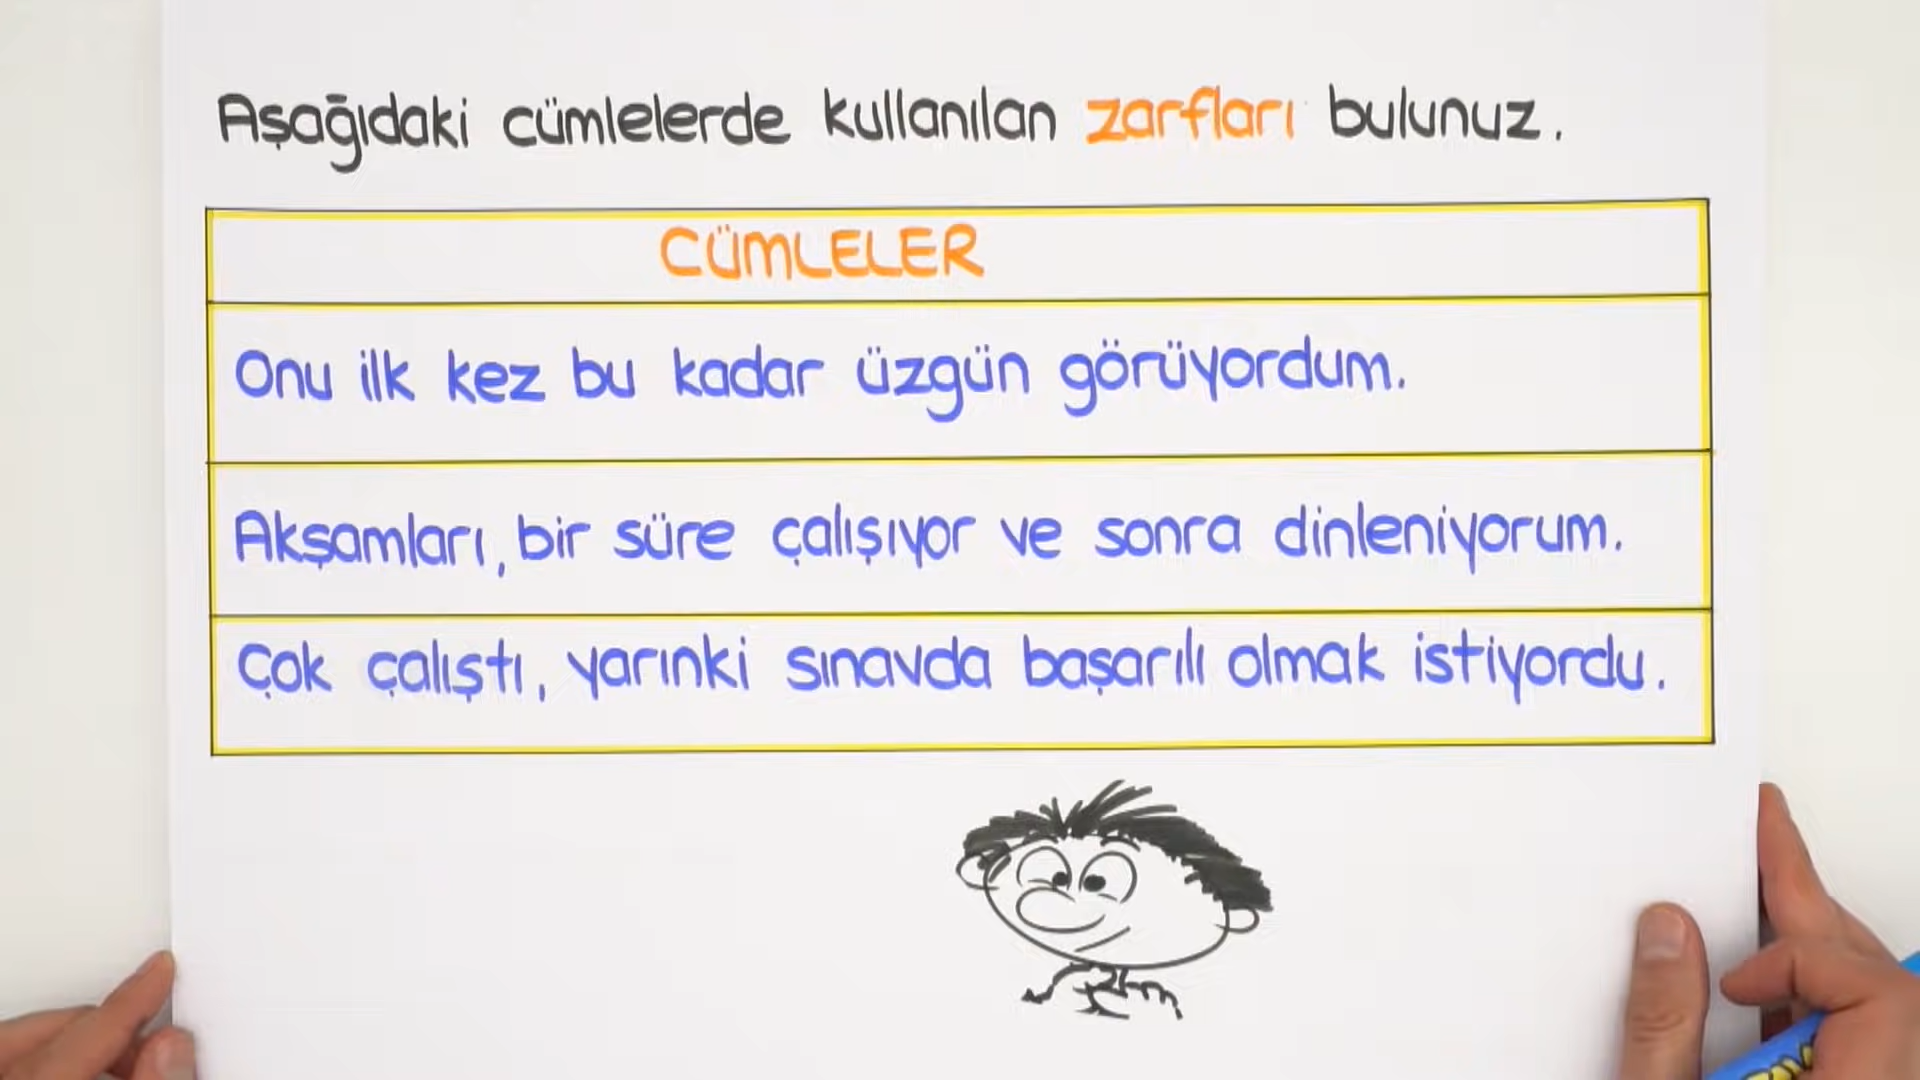 Aşağıdaki cümlelerde kullanılan zarfları bulunuz.
CÜMLELER
Onu ilk kez bu kadar üzgün görüyordum.
Akşamları, bir süre çalışıyor ve sonra dinleniyorum.
Çok çalıştı, yarınki sınavda başarılı olmak istiyordu.